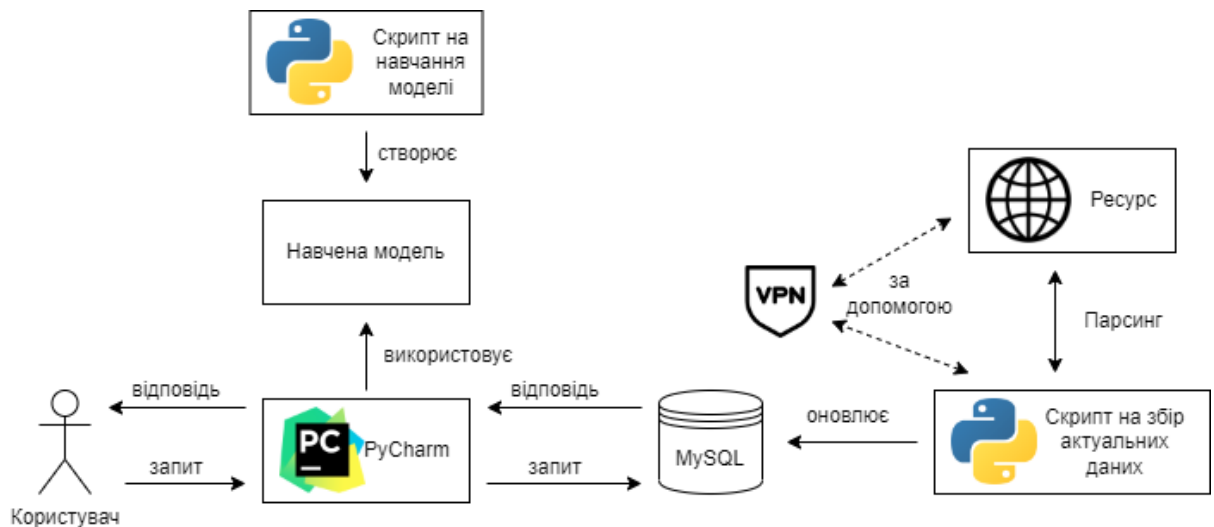 Скрипт на
навчання
моделі
створює
Навчена модель
Ресурс
VPN
за
допомогою
Парсинг
використовує
відповідь
відповідь
PC
PyCharm
MySQL
оновлює
Скрипт на збір
актуальних
даних
запит
запит
Користувач